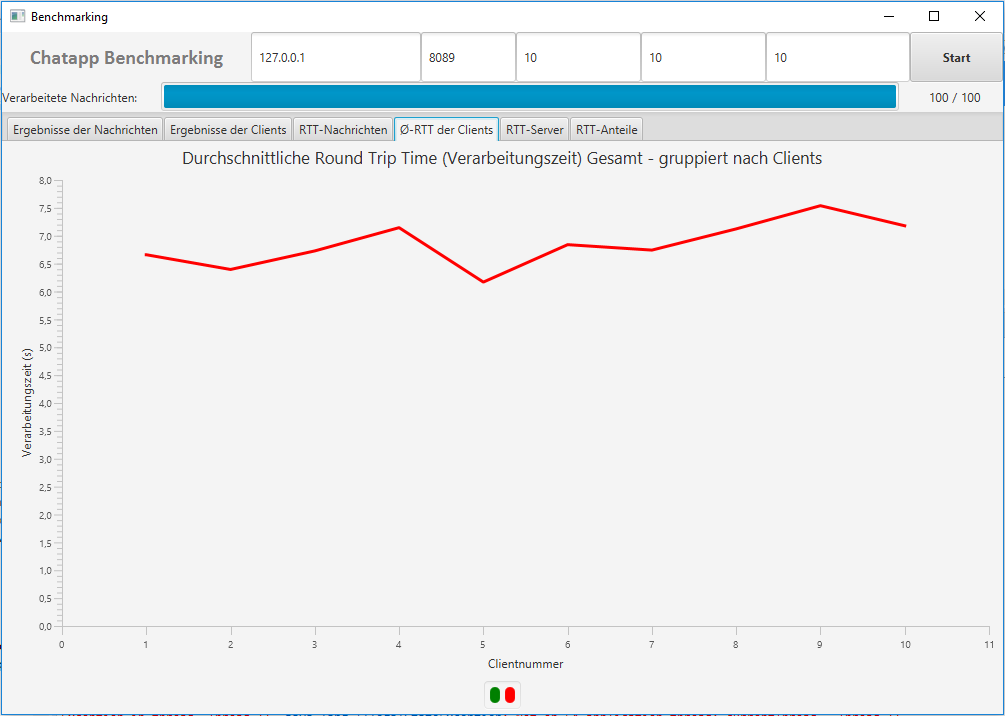 Benchmarking
Chatapp Benchmarking 127.0.0.1 8089 10 10 10 Start
Verarbeitete Nachrichten: 100 / 100
Ergebnisse der Nachrichten Ergebnisse der Clients RTT-Nachrichten Ø-RTT der Clients RTT-Server RTT-Anteile
Durchschnittliche Round Trip Time (Verarbeitungszeit) Gesamt - gruppiert nach Clients
8,0
7,5
7,0
6,5
6,0
5,5
5,0
4,5
4,0
3,5
3,0
2,5
2,0
1,5
1,0
0,5
0,0
Verarbeitungszeit (s)
0 1 2 3 4 5 6 7 8 9 10 11
Clientnummer